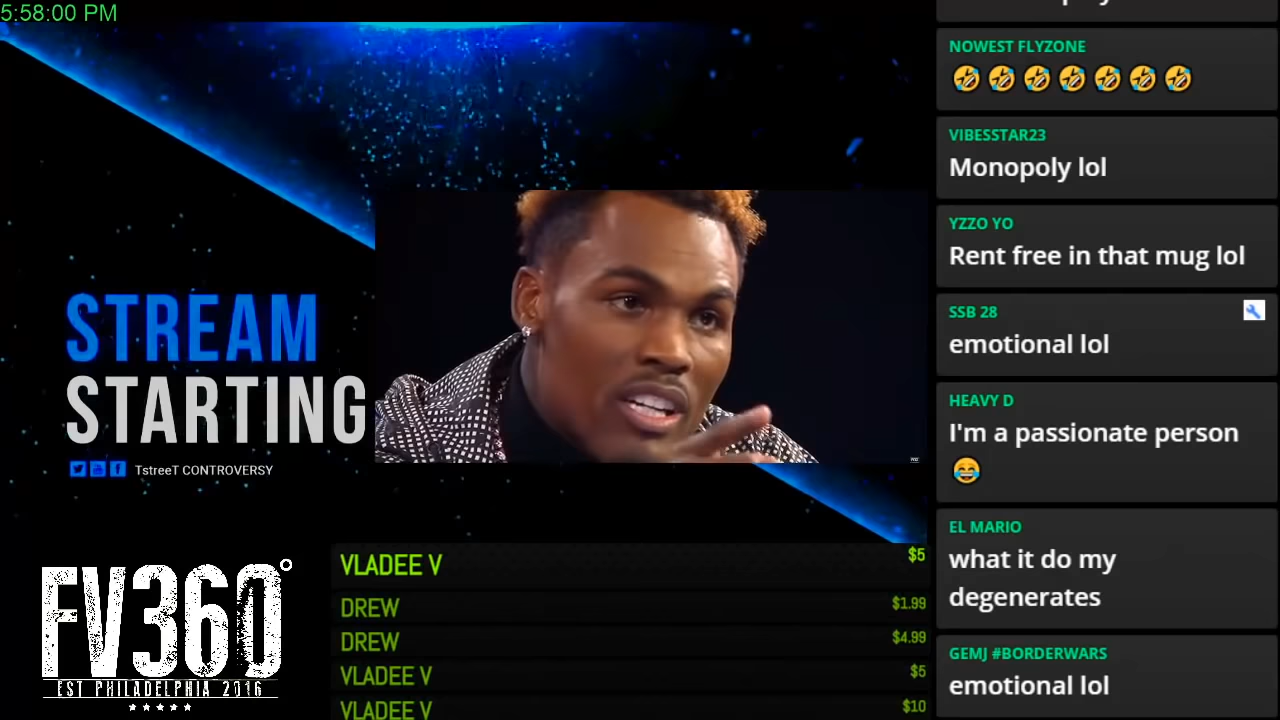 5:58:00 PM
STREAM
STARTING
TstreeT CONTROVERSY
FV360°
EST PHILADELPHIA 2016
VLADEE V $5
DREW $1.99
DREW $4.99
VLADEE V $5
VLADEE V $10
NOWEST FLYZONE
🤣🤣🤣🤣🤣🤣🤣
VIBESSTAR23
Monopoly lol
YZZO YO
Rent free in that mug lol
SSB 28
emotional lol
HEAVY D
I'm a passionate person
😂
EL MARIO
what it do my
degenerates
GEMJ #BORDERWARS
emotional lol